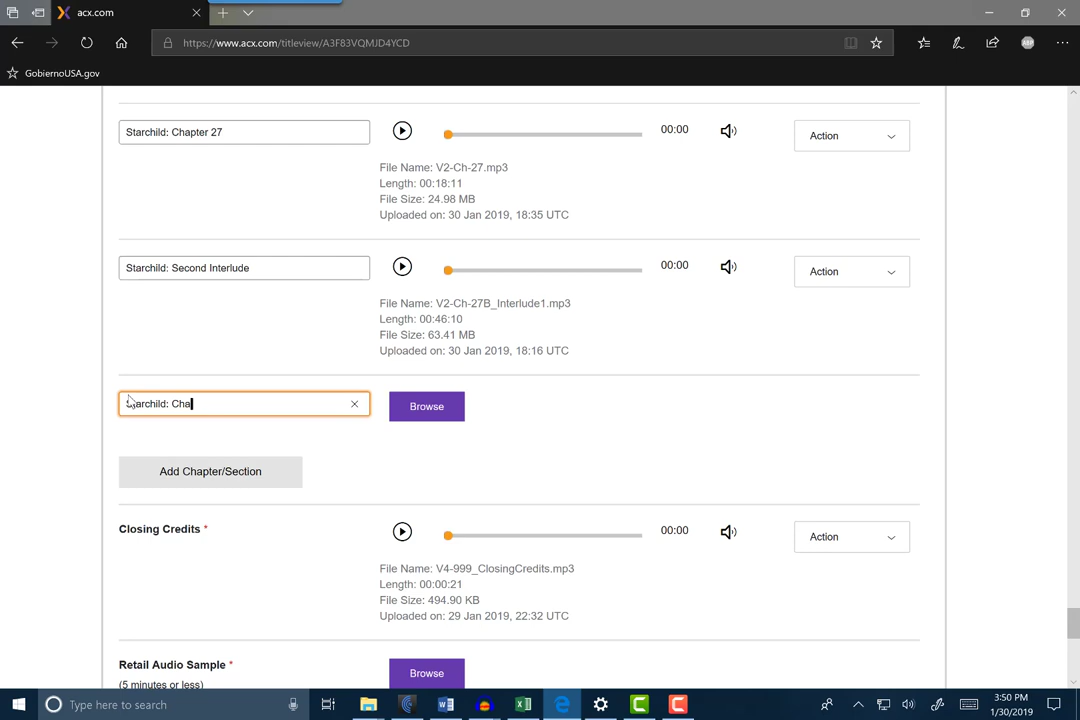 acx.com
https://www.acx.com/titleview/A3F83VQMJD4YCD
GobiernoUSA.gov
Starchild: Chapter 27
00:00
Action
File Name: V2-Ch-27.mp3
Length: 00:18:11
File Size: 24.98 MB
Uploaded on: 30 Jan 2019, 18:35 UTC
Starchild: Second Interlude
00:00
Action
File Name: V2-Ch-27B_Interlude1.mp3
Length: 00:46:10
File Size: 63.41 MB
Uploaded on: 30 Jan 2019, 18:16 UTC
Starchild: Cha
Browse
Add Chapter/Section
Closing Credits *
00:00
Action
File Name: V4-999_ClosingCredits.mp3
Length: 00:00:21
File Size: 494.90 KB
Uploaded on: 29 Jan 2019, 22:32 UTC
Retail Audio Sample *
(5 minutes or less)
Browse
Type here to search
3:50 PM
1/30/2019